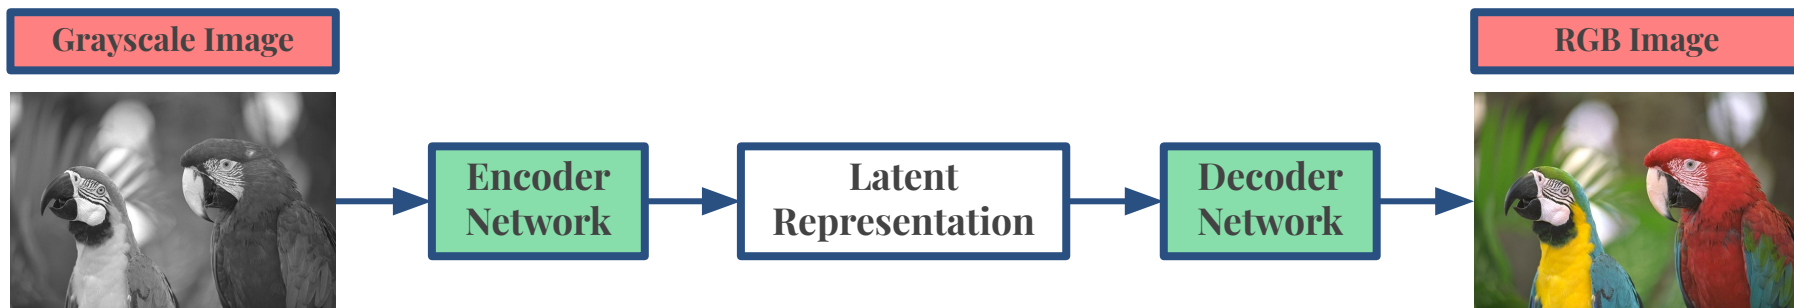 Grayscale Image
RGB Image
Encoder
Network
Latent
Representation
Decoder
Network